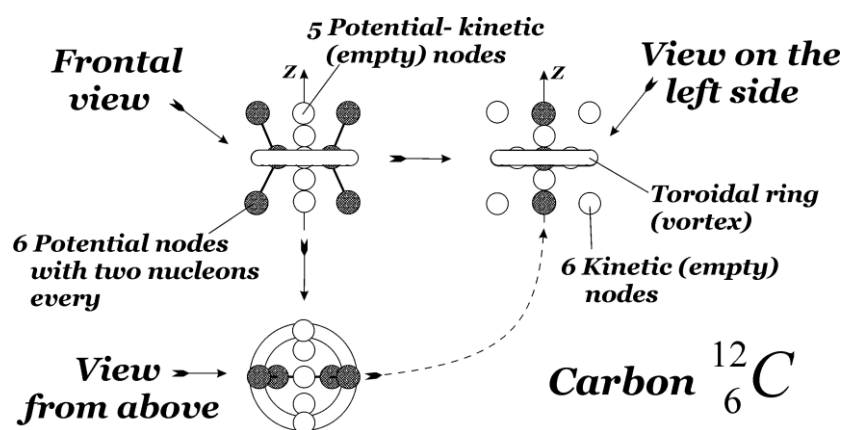 5 Potential- kinetic
(empty) nodes
Frontal
view
z
z
View on the
left side
Toroidal ring
(vortex)
6 Potential nodes
with two nucleons
every
6 Kinetic (empty)
nodes
View
from above
Carbon 12 6 C